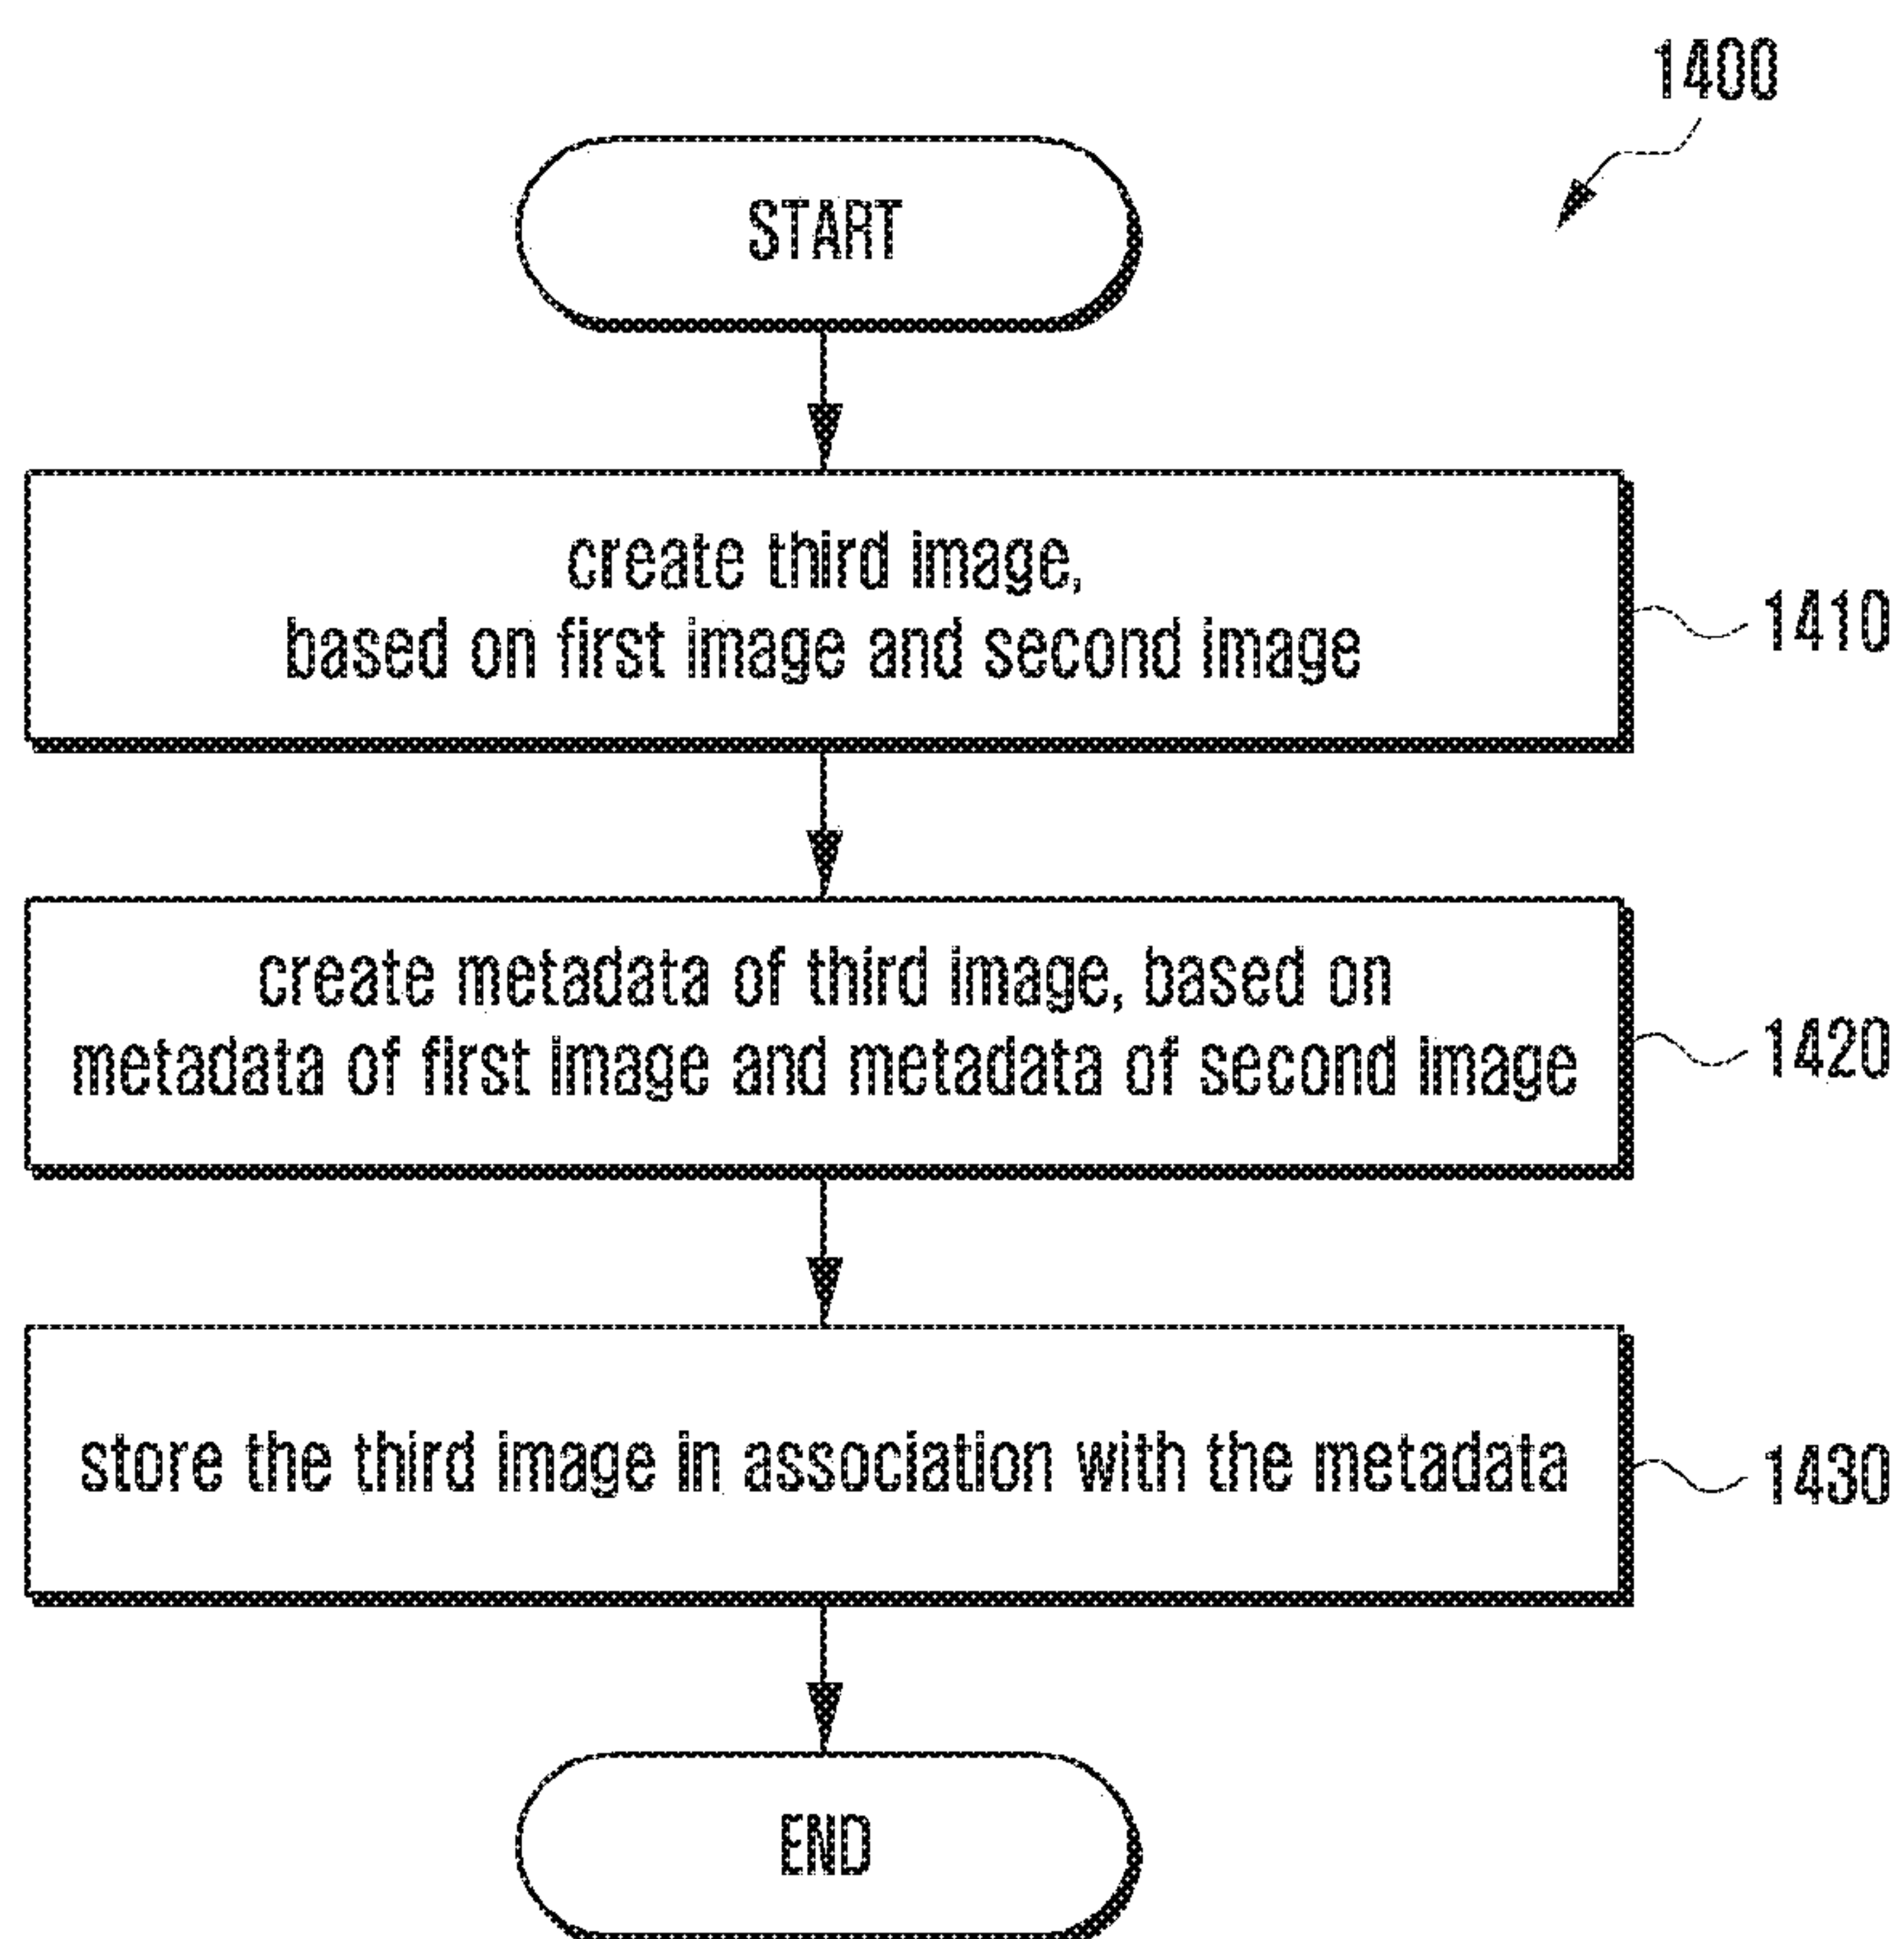 1400
START
create third image,
based on first image and second image
1410
create metadata of third image, based on
metadata of first image and metadata of second image
1420
store the third image in association with the metadata
1430
END